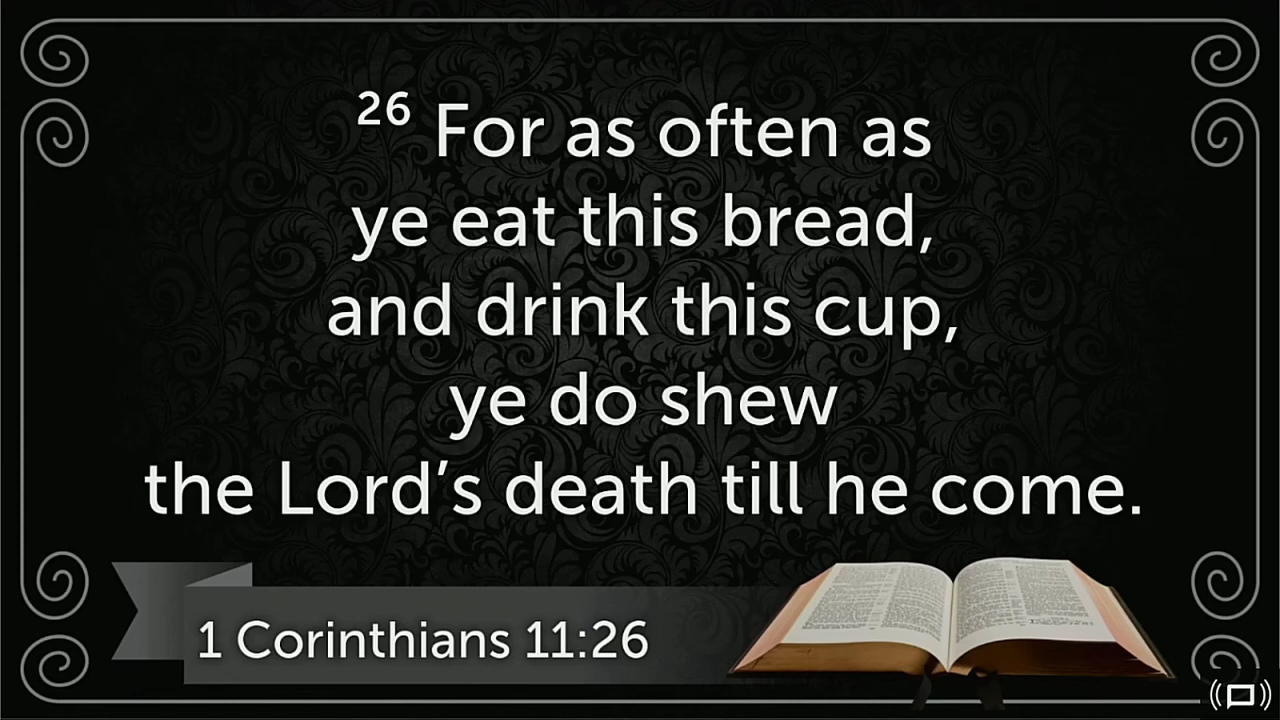 ²⁶ For as often as
ye eat this bread,
and drink this cup,
ye do shew
the Lord’s death till he come.
1 Corinthians 11:26